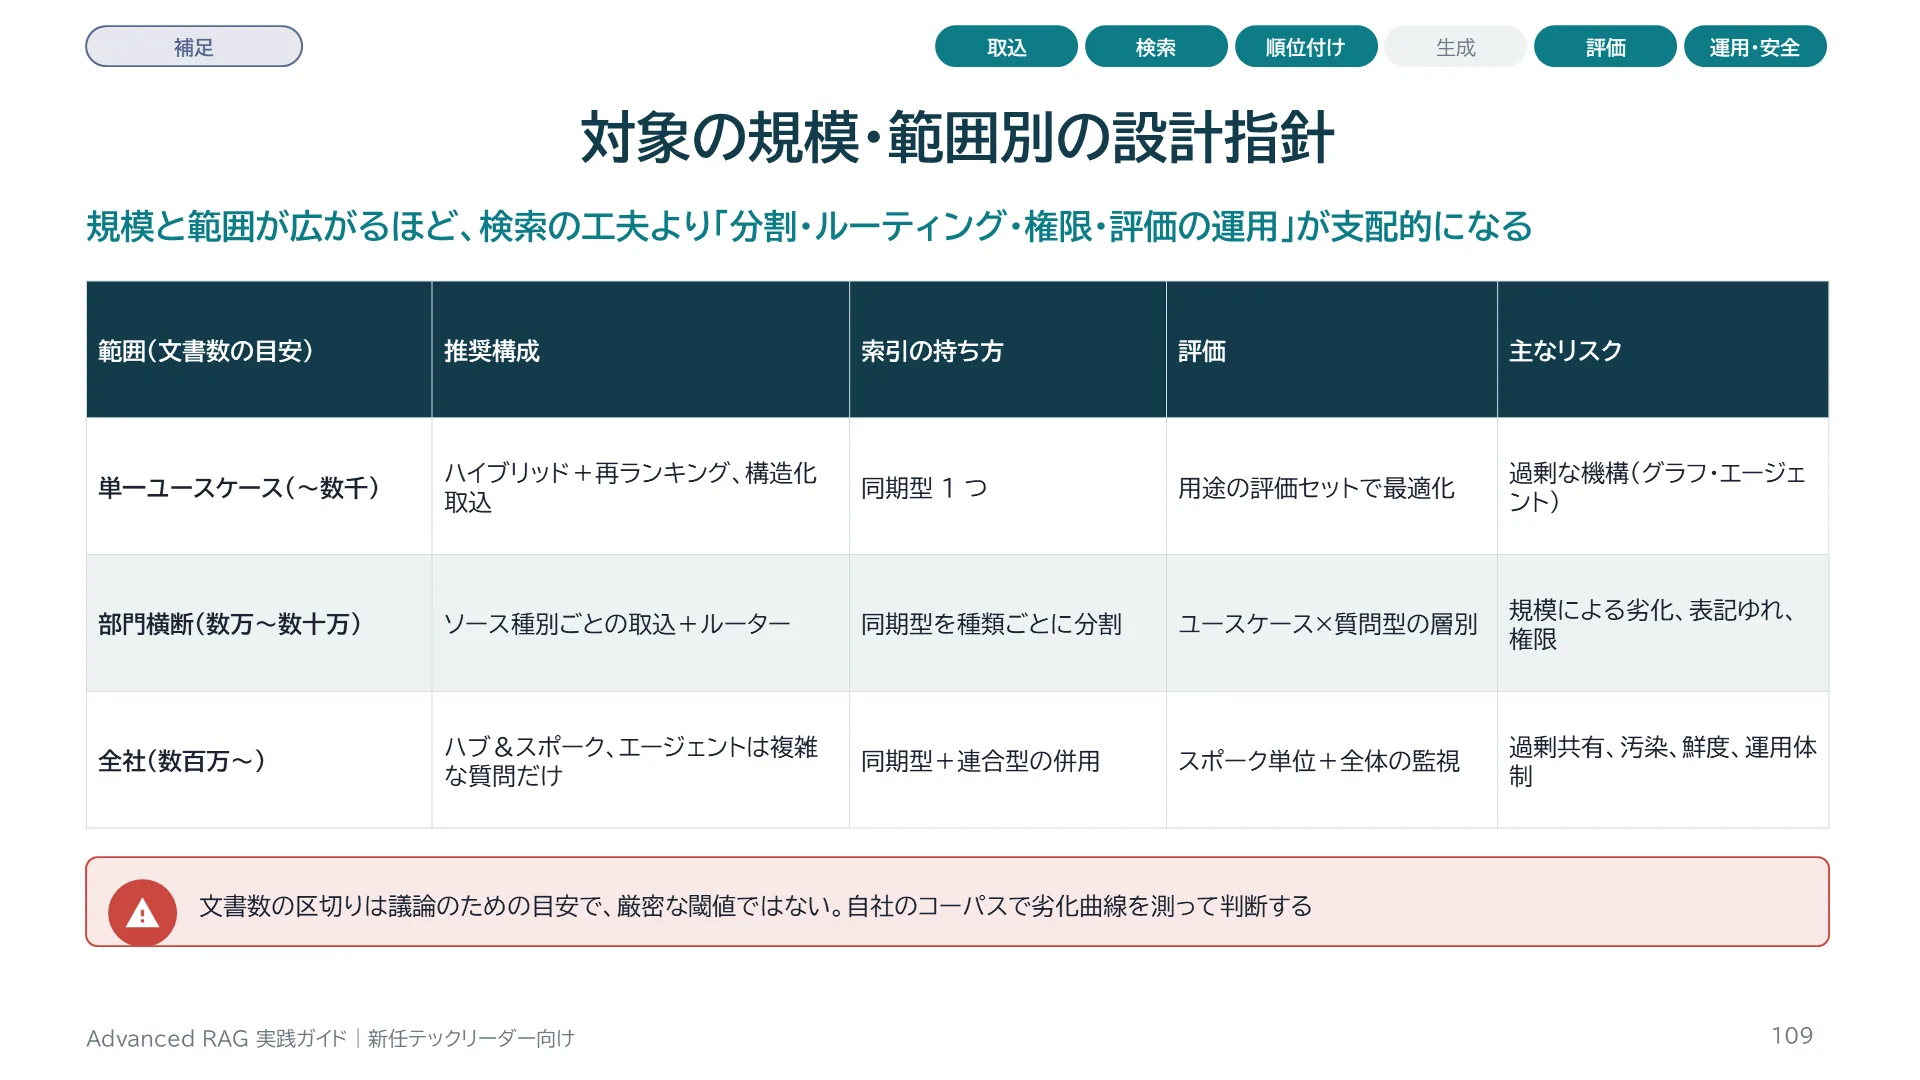 補足
取込
検索
順位付け
生成
評価
運用・安全
対象の規模・範囲別の設計指針
規模と範囲が広がるほど、検索の工夫より「分割・ルーティング・権限・評価の運用」が支配的になる
範囲(文書数の目安)
推奨構成
索引の持ち方
評価
主なリスク
単一ユースケース(～数千)
ハイブリッド＋再ランキング、構造化
取込
同期型 1 つ
用途の評価セットで最適化
過剰な機構(グラフ・エージェ
ント)
部門横断(数万～数十万)
ソース種別ごとの取込＋ルーター
同期型を種類ごとに分割
ユースケース×質問型の層別
規模による劣化、表記ゆれ、
権限
全社(数百万～)
ハブ＆スポーク、エージェントは複雑
な質問だけ
同期型＋連合型の併用
スポーク単位＋全体の監視
過剰共有、汚染、鮮度、運用体
制
文書数の区切りは議論のための目安で、厳密な閾値ではない。自社のコーパスで劣化曲線を測って判断する
Advanced RAG 実践ガイド｜新任テックリーダー向け
109